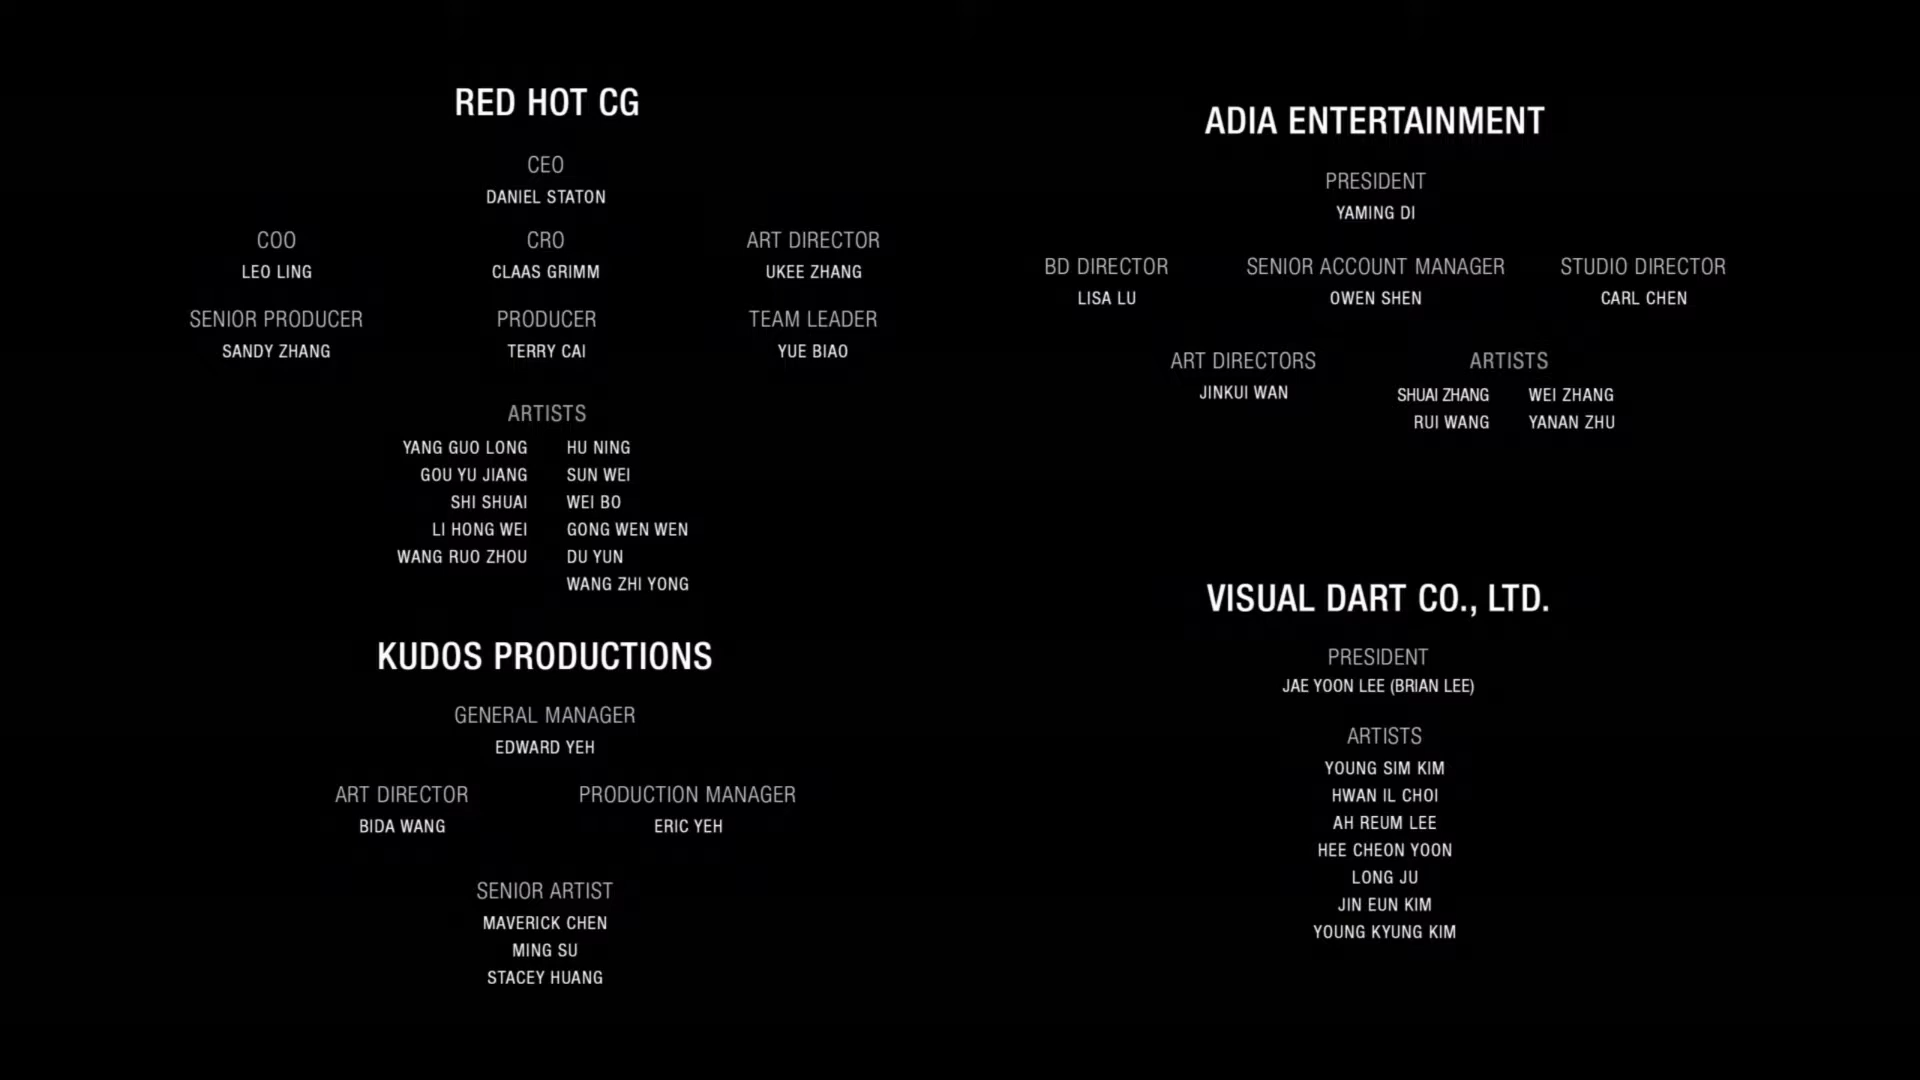 RED HOT CG
CEO
DANIEL STATON
COO CRO ART DIRECTOR
LEO LING CLAAS GRIMM UKEE ZHANG
SENIOR PRODUCER PRODUCER TEAM LEADER
SANDY ZHANG TERRY CAI YUE BIAO
ARTISTS
YANG GUO LONG HU NING
GOU YU JIANG SUN WEI
SHI SHUAI WEI BO
LI HONG WEI GONG WEN WEN
WANG RUO ZHOU DU YUN
WANG ZHI YONG
KUDOS PRODUCTIONS
GENERAL MANAGER
EDWARD YEH
ART DIRECTOR PRODUCTION MANAGER
BIDA WANG ERIC YEH
SENIOR ARTIST
MAVERICK CHEN
MING SU
STACEY HUANG
ADIA ENTERTAINMENT
PRESIDENT
YAMING DI
BD DIRECTOR SENIOR ACCOUNT MANAGER STUDIO DIRECTOR
LISA LU OWEN SHEN CARL CHEN
ART DIRECTORS ARTISTS
JINKUI WAN SHUAI ZHANG WEI ZHANG
RUI WANG YANAN ZHU
VISUAL DART CO., LTD.
PRESIDENT
JAE YOON LEE (BRIAN LEE)
ARTISTS
YOUNG SIM KIM
HWAN IL CHOI
AH REUM LEE
HEE CHEON YOON
LONG JU
JIN EUN KIM
YOUNG KYUNG KIM